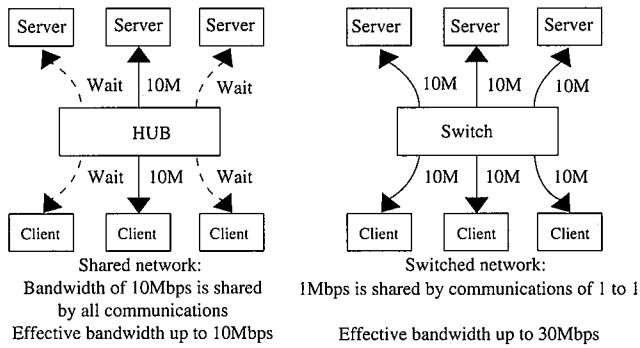 Server Server Server
Wait 10M Wait
HUB
Wait 10M Wait
Client Client Client
Shared network:
Bandwidth of 10Mbps is shared
by all communications
Effective bandwidth up to 10Mbps
Server Server Server
10M 10M 10M
Switch
10M 10M 10M
Client Client Client
Switched network:
1Mbps is shared by communications of 1 to 1
Effective bandwidth up to 30Mbps